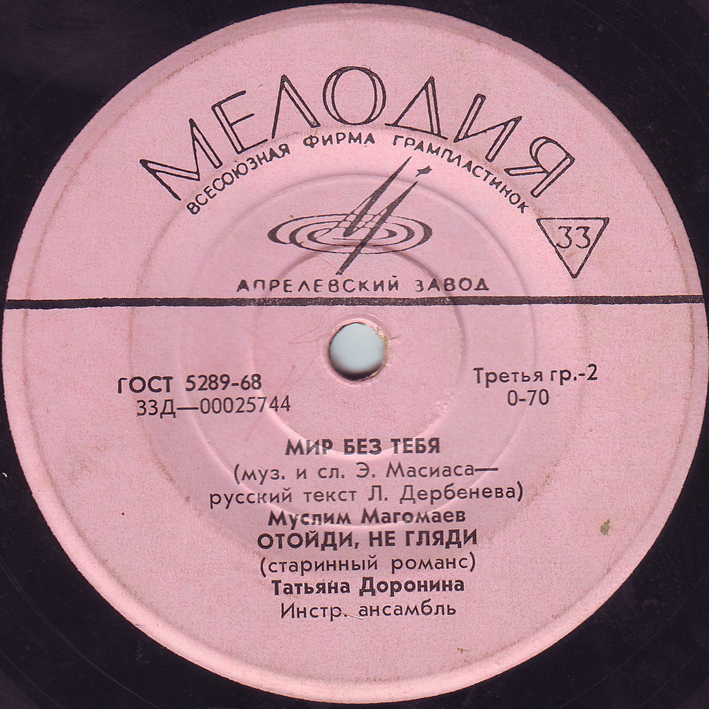 МЕЛОДИЯ
ВСЕСОЮЗНАЯ ФИРМА ГРАМПЛАСТИНОК
33
АПРЕЛЕВСКИЙ ЗАВОД
ГОСТ 5289-68
Третья гр.-2
33Д—00025744
0-70
МИР БЕЗ ТЕБЯ
(муз. и сл. Э. Масиаса—
русский текст Л. Дербенева)
Муслим Магомаев
ОТОЙДИ, НЕ ГЛЯДИ
(старинный романс)
Татьяна Доронина
Инстр. ансамбль